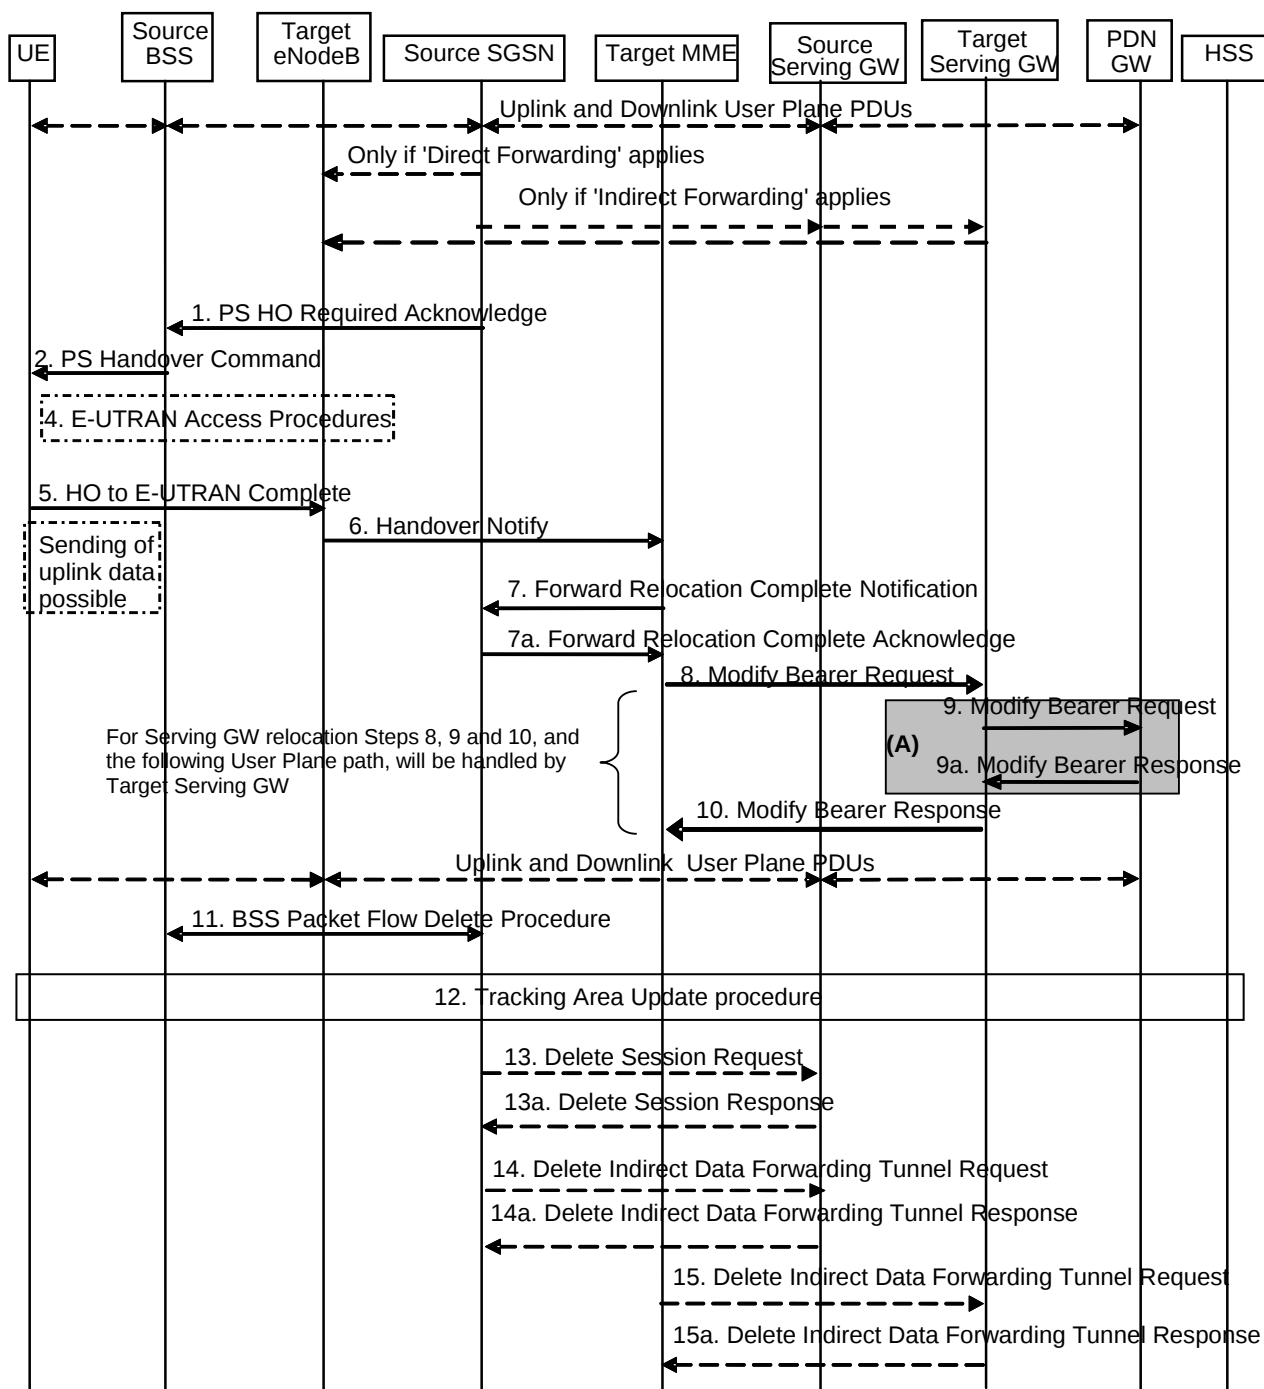 UE
Source
BSS
Target
eNodeB
Source SGSN
Target MME
Source
Serving GW
Target
Serving GW
PDN
GW
HSS
Uplink and Downlink User Plane PDUs
Only if 'Direct Forwarding' applies
Only if 'Indirect Forwarding' applies
1. PS HO Required Acknowledge
2. PS Handover Command
4. E-UTRAN Access Procedures
5. HO to E-UTRAN Complete
Sending of
uplink data
possible
6. Handover Notify
7. Forward Relocation Complete Notification
7a. Forward Relocation Complete Acknowledge
8. Modify Bearer Request
For Serving GW relocation Steps 8, 9 and 10, and
the following User Plane path, will be handled by
Target Serving GW
9. Modify Bearer Request
(A)
9a. Modify Bearer Response
10. Modify Bearer Response
Uplink and Downlink User Plane PDUs
11. BSS Packet Flow Delete Procedure
12. Tracking Area Update procedure
13. Delete Session Request
13a. Delete Session Response
14. Delete Indirect Data Forwarding Tunnel Request
14a. Delete Indirect Data Forwarding Tunnel Response
15. Delete Indirect Data Forwarding Tunnel Request
15a. Delete Indirect Data Forwarding Tunnel Response